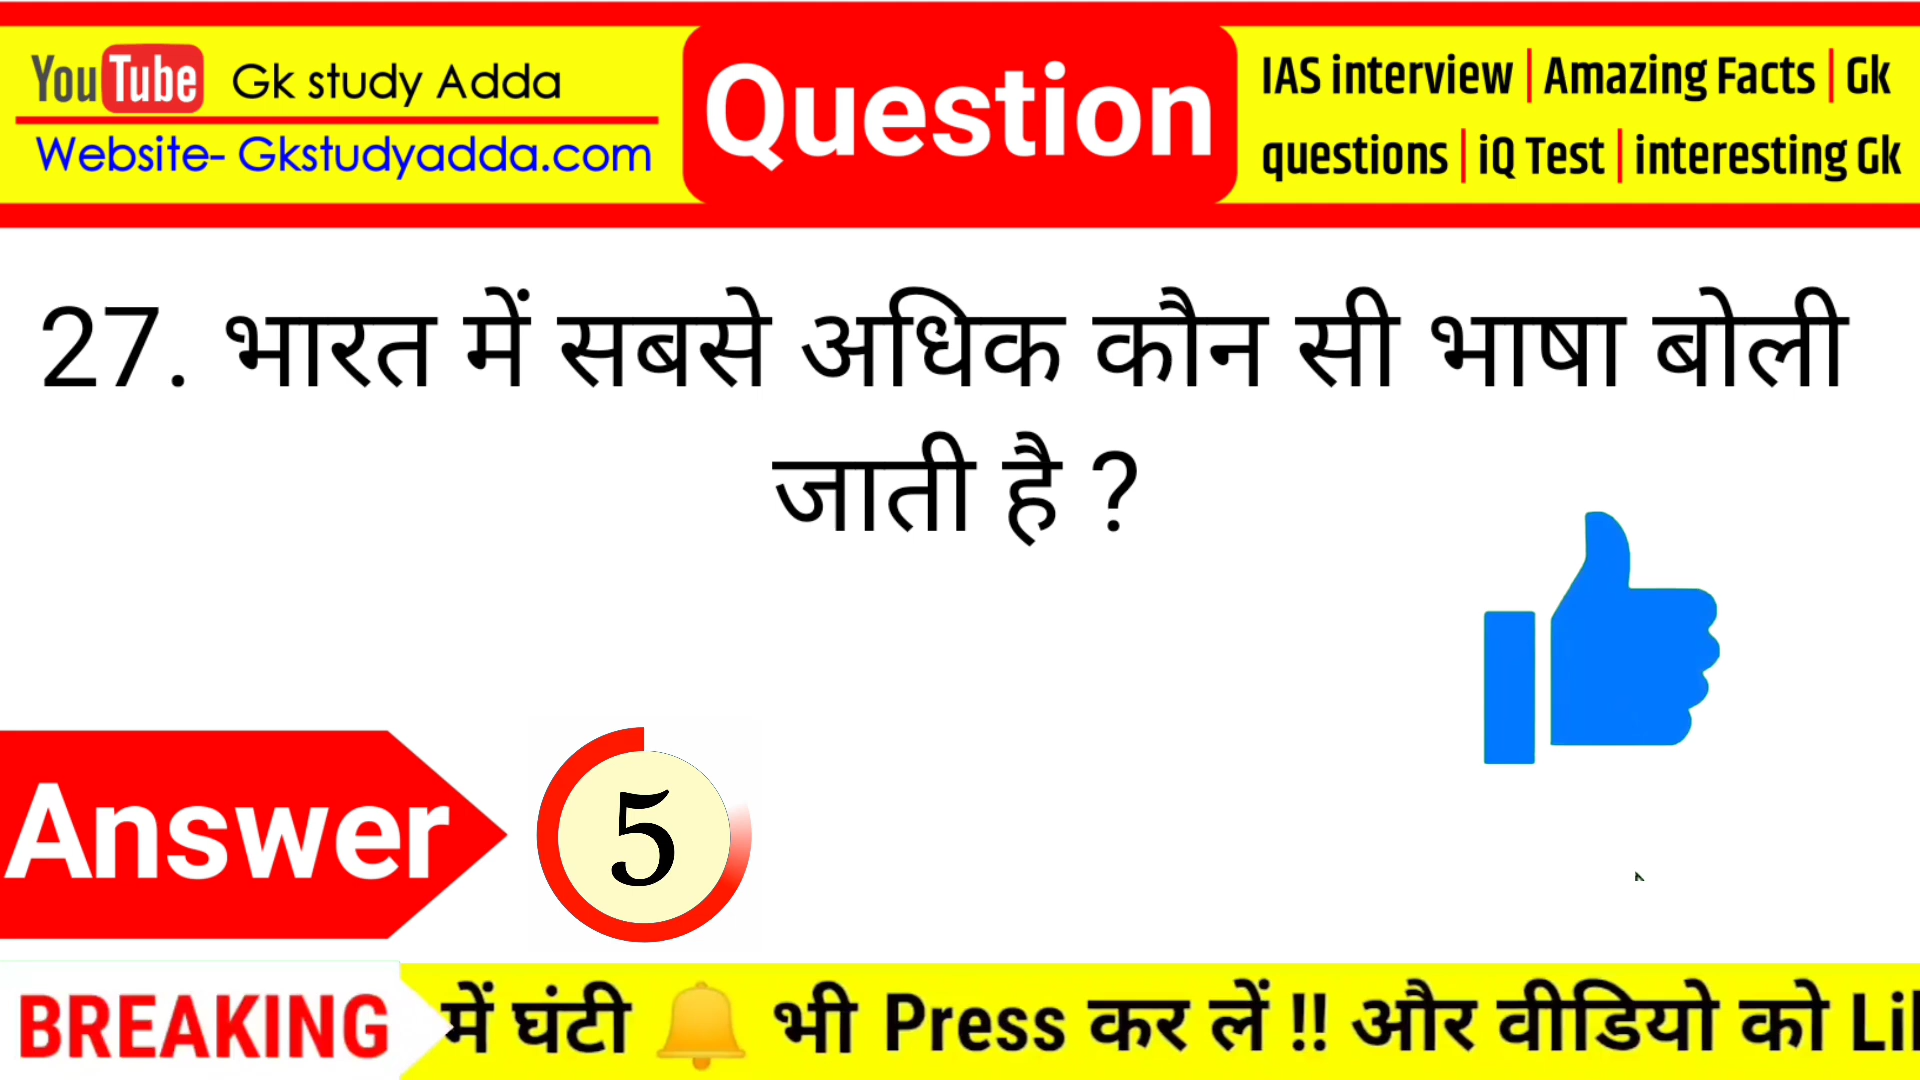 YouTube Gk study Adda
Website- Gkstudyadda.com
Question
IAS interview | Amazing Facts | Gk
questions | iQ Test | interesting Gk
27. भारत में सबसे अधिक कौन सी भाषा बोली
जाती है ?
Answer
5
BREAKING
में घंटी 🔔 भी Press कर लें !! और वीडियो को